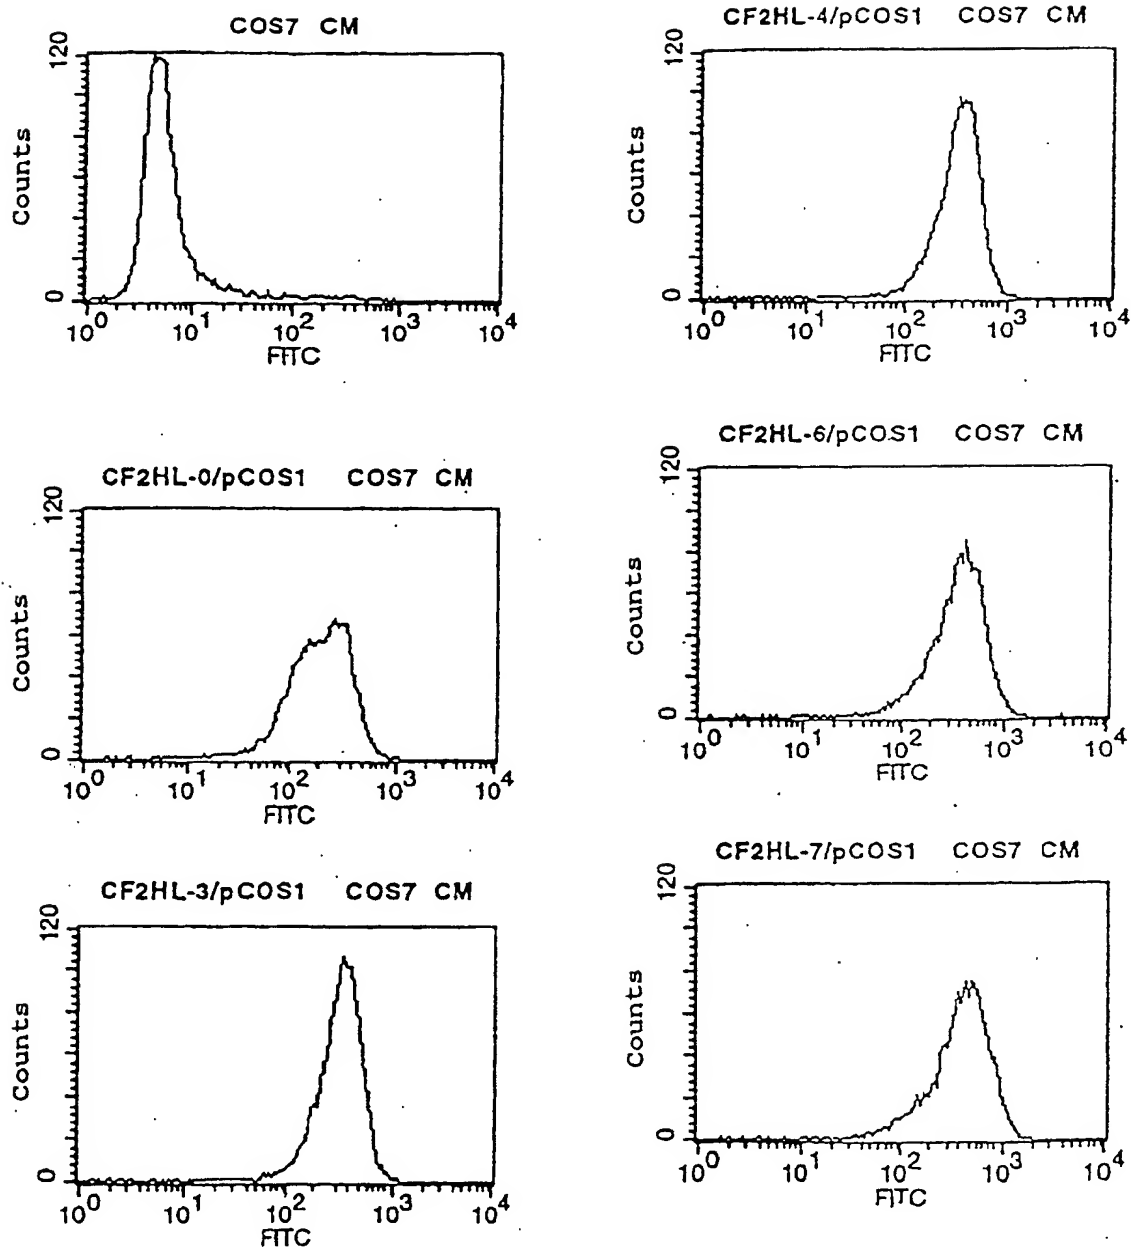 COS7 CM
120
Counts
0
10^0 10^1 10^2 10^3 10^4
FITC
CF2HL-0/pCOS1 COS7 CM
120
Counts
0
10^0 10^1 10^2 10^3 10^4
FITC
CF2HL-3/pCOS1 COS7 CM
120
Counts
0
10^0 10^1 10^2 10^3 10^4
FITC
CF2HL-4/pCOS1 COS7 CM
120
Counts
0
10^0 10^1 10^2 10^3 10^4
FITC
CF2HL-6/pCOS1 COS7 CM
120
Counts
0
10^0 10^1 10^2 10^3 10^4
FITC
CF2HL-7/pCOS1 COS7 CM
120
Counts
0
10^0 10^1 10^2 10^3 10^4
FITC